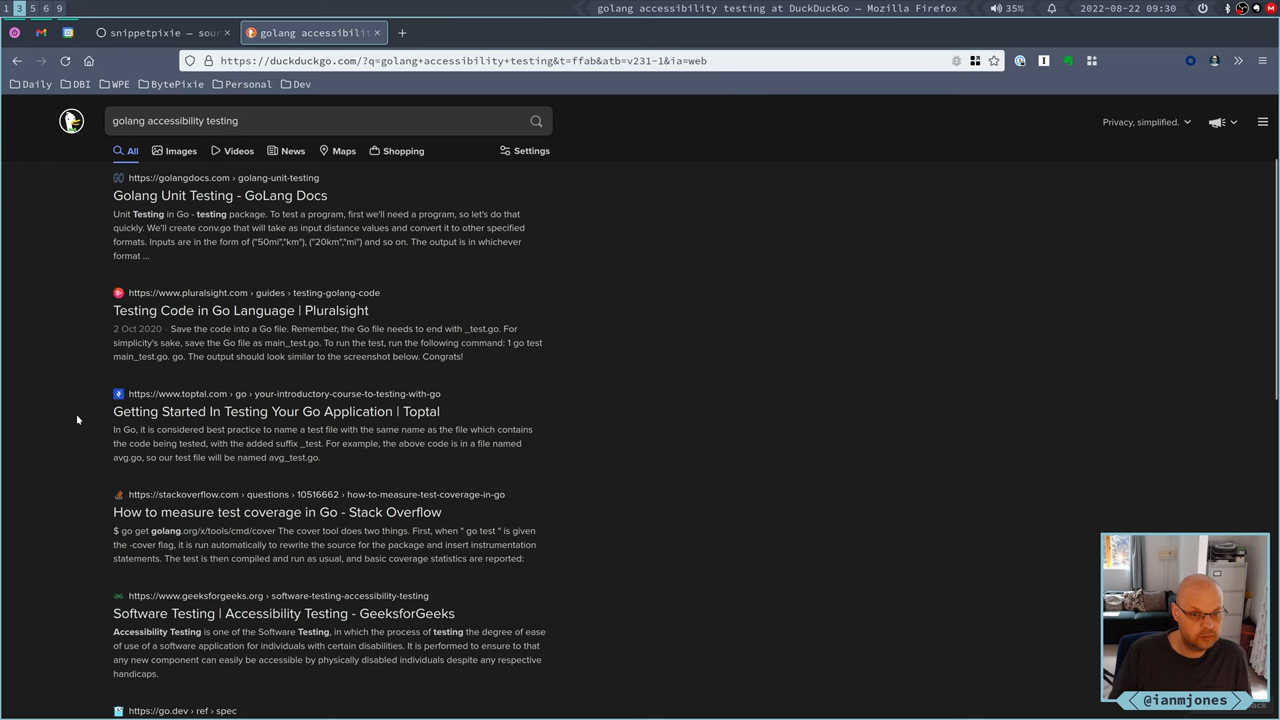 1 3 5 6 9
golang accessibility testing at DuckDuckGo — Mozilla Firefox
35%
2022-08-22 09:30
snippetpixie — sour
golang accessibilit
https://duckduckgo.com/?q=golang+accessibility+testing&t=ffab&atb=v231-1&ia=web
Daily
DBI
WPE
BytePixie
Personal
Dev
golang accessibility testing
Privacy, simplified.
All
Images
Videos
News
Maps
Shopping
Settings
https://golangdocs.com › golang-unit-testing
Golang Unit Testing - GoLang Docs
Unit Testing in Go - testing package. To test a program, first we'll need a program, so let's do that
quickly. We'll create conv.go that will take as input distance values and convert it to other specified
formats. Inputs are in the form of ("50mi","km"), ("20km","mi") and so on. The output is in whichever
format ...
https://www.pluralsight.com › guides › testing-golang-code
Testing Code in Go Language | Pluralsight
2 Oct 2020 · Save the code into a Go file. Remember, the Go file needs to end with _test.go. For
simplicity's sake, save the Go file as main_test.go. To run the test, run the following command: 1 go test
main_test.go. go. The output should look similar to the screenshot below. Congrats!
https://www.toptal.com › go › your-introductory-course-to-testing-with-go
Getting Started In Testing Your Go Application | Toptal
In Go, it is considered best practice to name a test file with the same name as the file which contains
the code being tested, with the added suffix _test. For example, the above code is in a file named
avg.go, so our test file will be named avg_test.go.
https://stackoverflow.com › questions › 10516662 › how-to-measure-test-coverage-in-go
How to measure test coverage in Go - Stack Overflow
$ go get golang.org/x/tools/cmd/cover The cover tool does two things. First, when " go test " is given
the -cover flag, it is run automatically to rewrite the source for the package and insert instrumentation
statements. The test is then compiled and run as usual, and basic coverage statistics are reported:
https://www.geeksforgeeks.org › software-testing-accessibility-testing
Software Testing | Accessibility Testing - GeeksforGeeks
Accessibility Testing is one of the Software Testing, in which the process of testing the degree of ease
of use of a software application for individuals with certain disabilities. It is performed to ensure to that
any new component can easily be accessible by physically disabled individuals despite any respective
handicaps.
https://go.dev › ref › spec
@ianmjones